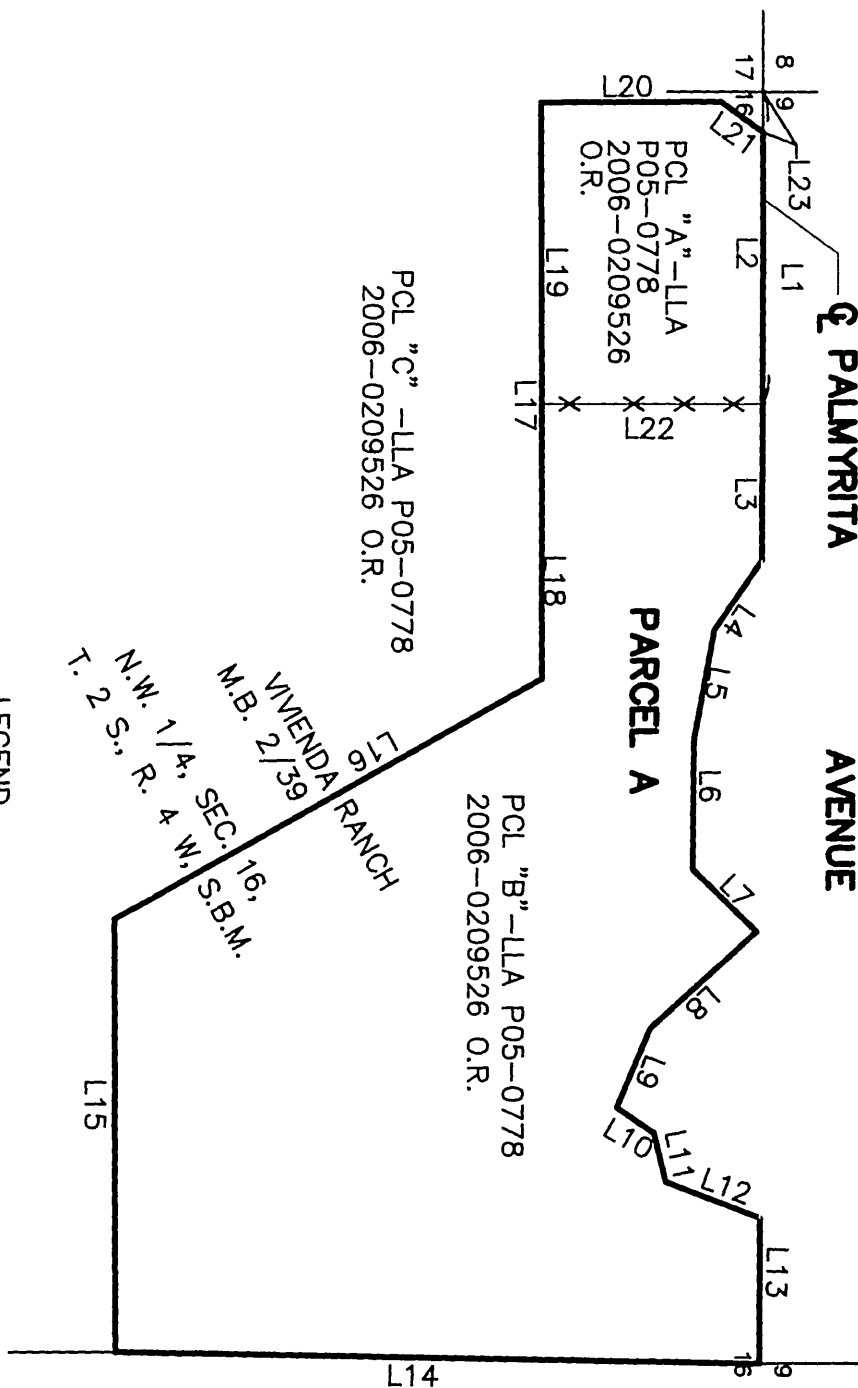 ℄ PALMYRITA AVENUE
8
9
17
16
L23
L1
L20
L21
L2
L3
L4
L5
L6
L7
L8
L9
L10
L11
L12
L13
9
16
PCL "A"-LLA
P05-0778
2006-0209526
O.R.
L22
PARCEL A
L19
L17
L18
PCL "B"-LLA P05-0778
2006-0209526 O.R.
PCL "C" -LLA P05-0778
2006-0209526 O.R.
L16
VIVIENDA RANCH
M.B. 2/39
N.W. 1/4, SEC. 16,
T. 2 S., R. 4 W, S.B.M.
L14
L15
LEGEND